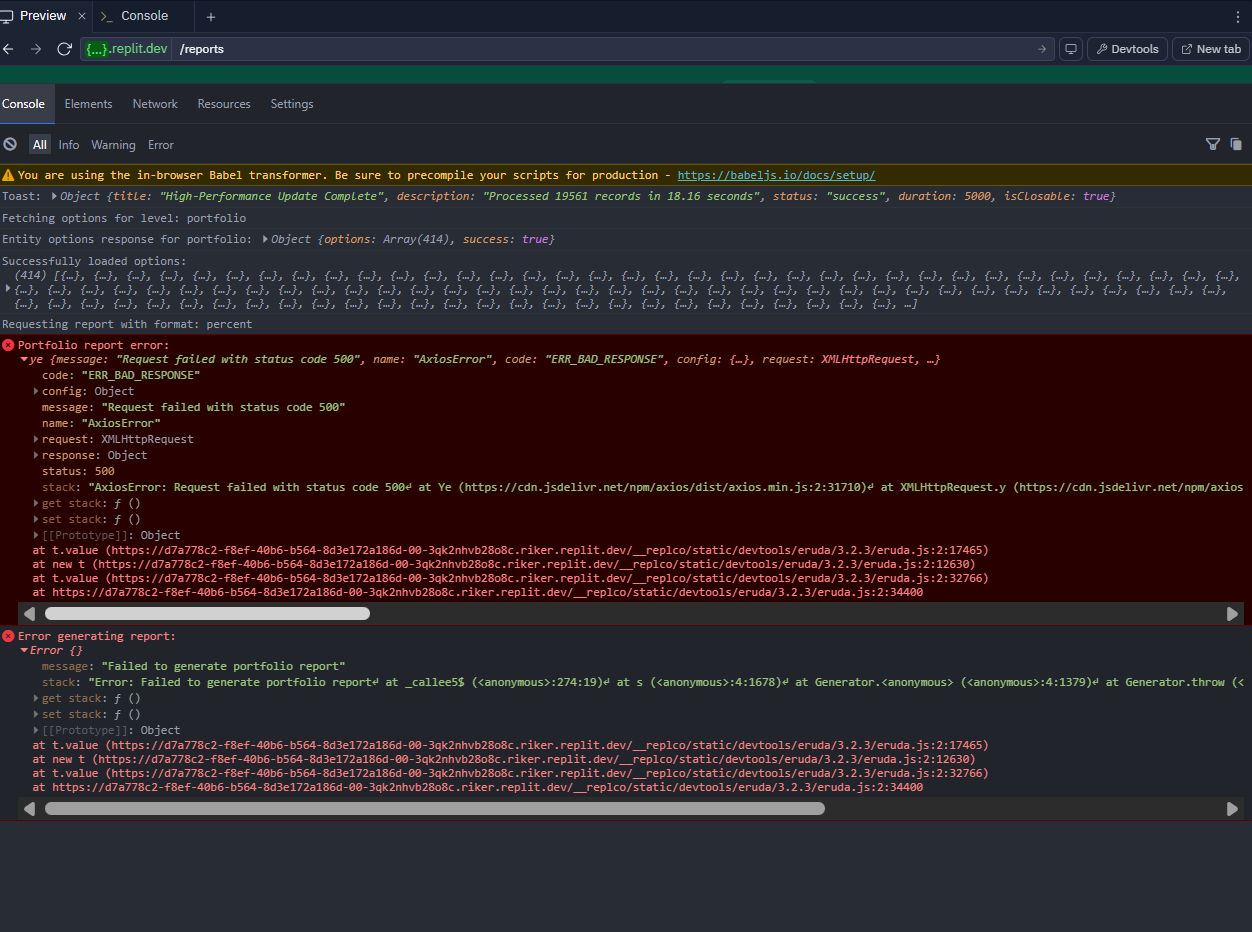 Preview × >_ Console +
{...}.replit.dev /reports Devtools New tab
Console Elements Network Resources Settings
All Info Warning Error
You are using the in-browser Babel transformer. Be sure to precompile your scripts for production - https://babeljs.io/docs/setup/
Toast: Object {title: "High-Performance Update Complete", description: "Processed 19561 records in 18.16 seconds", status: "success", duration: 5000, isClosable: true}
Fetching options for level: portfolio
Entity options response for portfolio: Object {options: Array(414), success: true}
Successfully loaded options:
(414) [{…}, {…}, {…}, {…}, {…}, {…}, {…}, {…}, {…}, {…}, {…}, {…}, {…}, {…}, {…}, {…}, {…}, {…}, {…}, {…}, {…}, {…}, {…}, {…}, {…}, {…}, {…}, {…}, {…}, {…}, {…}, {…}, {…}, {…}, {…}, {…},
{…}, {…}, {…}, {…}, {…}, {…}, {…}, {…}, {…}, {…}, {…}, {…}, {…}, {…}, {…}, {…}, {…}, {…}, {…}, {…}, {…}, {…}, {…}, {…}, {…}, {…}, {…}, {…}, {…}, {…}, {…}, {…}, {…}, {…}, {…}, {…}, {…},
{…}, {…}, {…}, {…}, {…}, {…}, {…}, {…}, {…}, {…}, {…}, {…}, {…}, {…}, {…}, {…}, {…}, {…}, {…}, {…}, {…}, {…}, {…}, {…}, {…}, {…}, {…}, …]
Requesting report with format: percent
Portfolio report error:
ye {message: "Request failed with status code 500", name: "AxiosError", code: "ERR_BAD_RESPONSE", config: {…}, request: XMLHttpRequest, …}
code: "ERR_BAD_RESPONSE"
config: Object
message: "Request failed with status code 500"
name: "AxiosError"
request: XMLHttpRequest
response: Object
status: 500
stack: "AxiosError: Request failed with status code 500↵ at Ye (https://cdn.jsdelivr.net/npm/axios/dist/axios.min.js:2:31710)↵ at XMLHttpRequest.y (https://cdn.jsdelivr.net/npm/axios
get stack: ƒ ()
set stack: ƒ ()
[[Prototype]]: Object
at t.value (https://d7a778c2-f8ef-40b6-b564-8d3e172a186d-00-3qk2nhvb28o8c.riker.replit.dev/__replco/static/devtools/eruda/3.2.3/eruda.js:2:17465)
at new t (https://d7a778c2-f8ef-40b6-b564-8d3e172a186d-00-3qk2nhvb28o8c.riker.replit.dev/__replco/static/devtools/eruda/3.2.3/eruda.js:2:12630)
at t.value (https://d7a778c2-f8ef-40b6-b564-8d3e172a186d-00-3qk2nhvb28o8c.riker.replit.dev/__replco/static/devtools/eruda/3.2.3/eruda.js:2:32766)
at https://d7a778c2-f8ef-40b6-b564-8d3e172a186d-00-3qk2nhvb28o8c.riker.replit.dev/__replco/static/devtools/eruda/3.2.3/eruda.js:2:34400
Error generating report:
Error {}
message: "Failed to generate portfolio report"
stack: "Error: Failed to generate portfolio report↵ at _callee5$ (<anonymous>:274:19)↵ at s (<anonymous>:4:1678)↵ at Generator.<anonymous> (<anonymous>:4:1379)↵ at Generator.throw (<
get stack: ƒ ()
set stack: ƒ ()
[[Prototype]]: Object
at t.value (https://d7a778c2-f8ef-40b6-b564-8d3e172a186d-00-3qk2nhvb28o8c.riker.replit.dev/__replco/static/devtools/eruda/3.2.3/eruda.js:2:17465)
at new t (https://d7a778c2-f8ef-40b6-b564-8d3e172a186d-00-3qk2nhvb28o8c.riker.replit.dev/__replco/static/devtools/eruda/3.2.3/eruda.js:2:12630)
at t.value (https://d7a778c2-f8ef-40b6-b564-8d3e172a186d-00-3qk2nhvb28o8c.riker.replit.dev/__replco/static/devtools/eruda/3.2.3/eruda.js:2:32766)
at https://d7a778c2-f8ef-40b6-b564-8d3e172a186d-00-3qk2nhvb28o8c.riker.replit.dev/__replco/static/devtools/eruda/3.2.3/eruda.js:2:34400